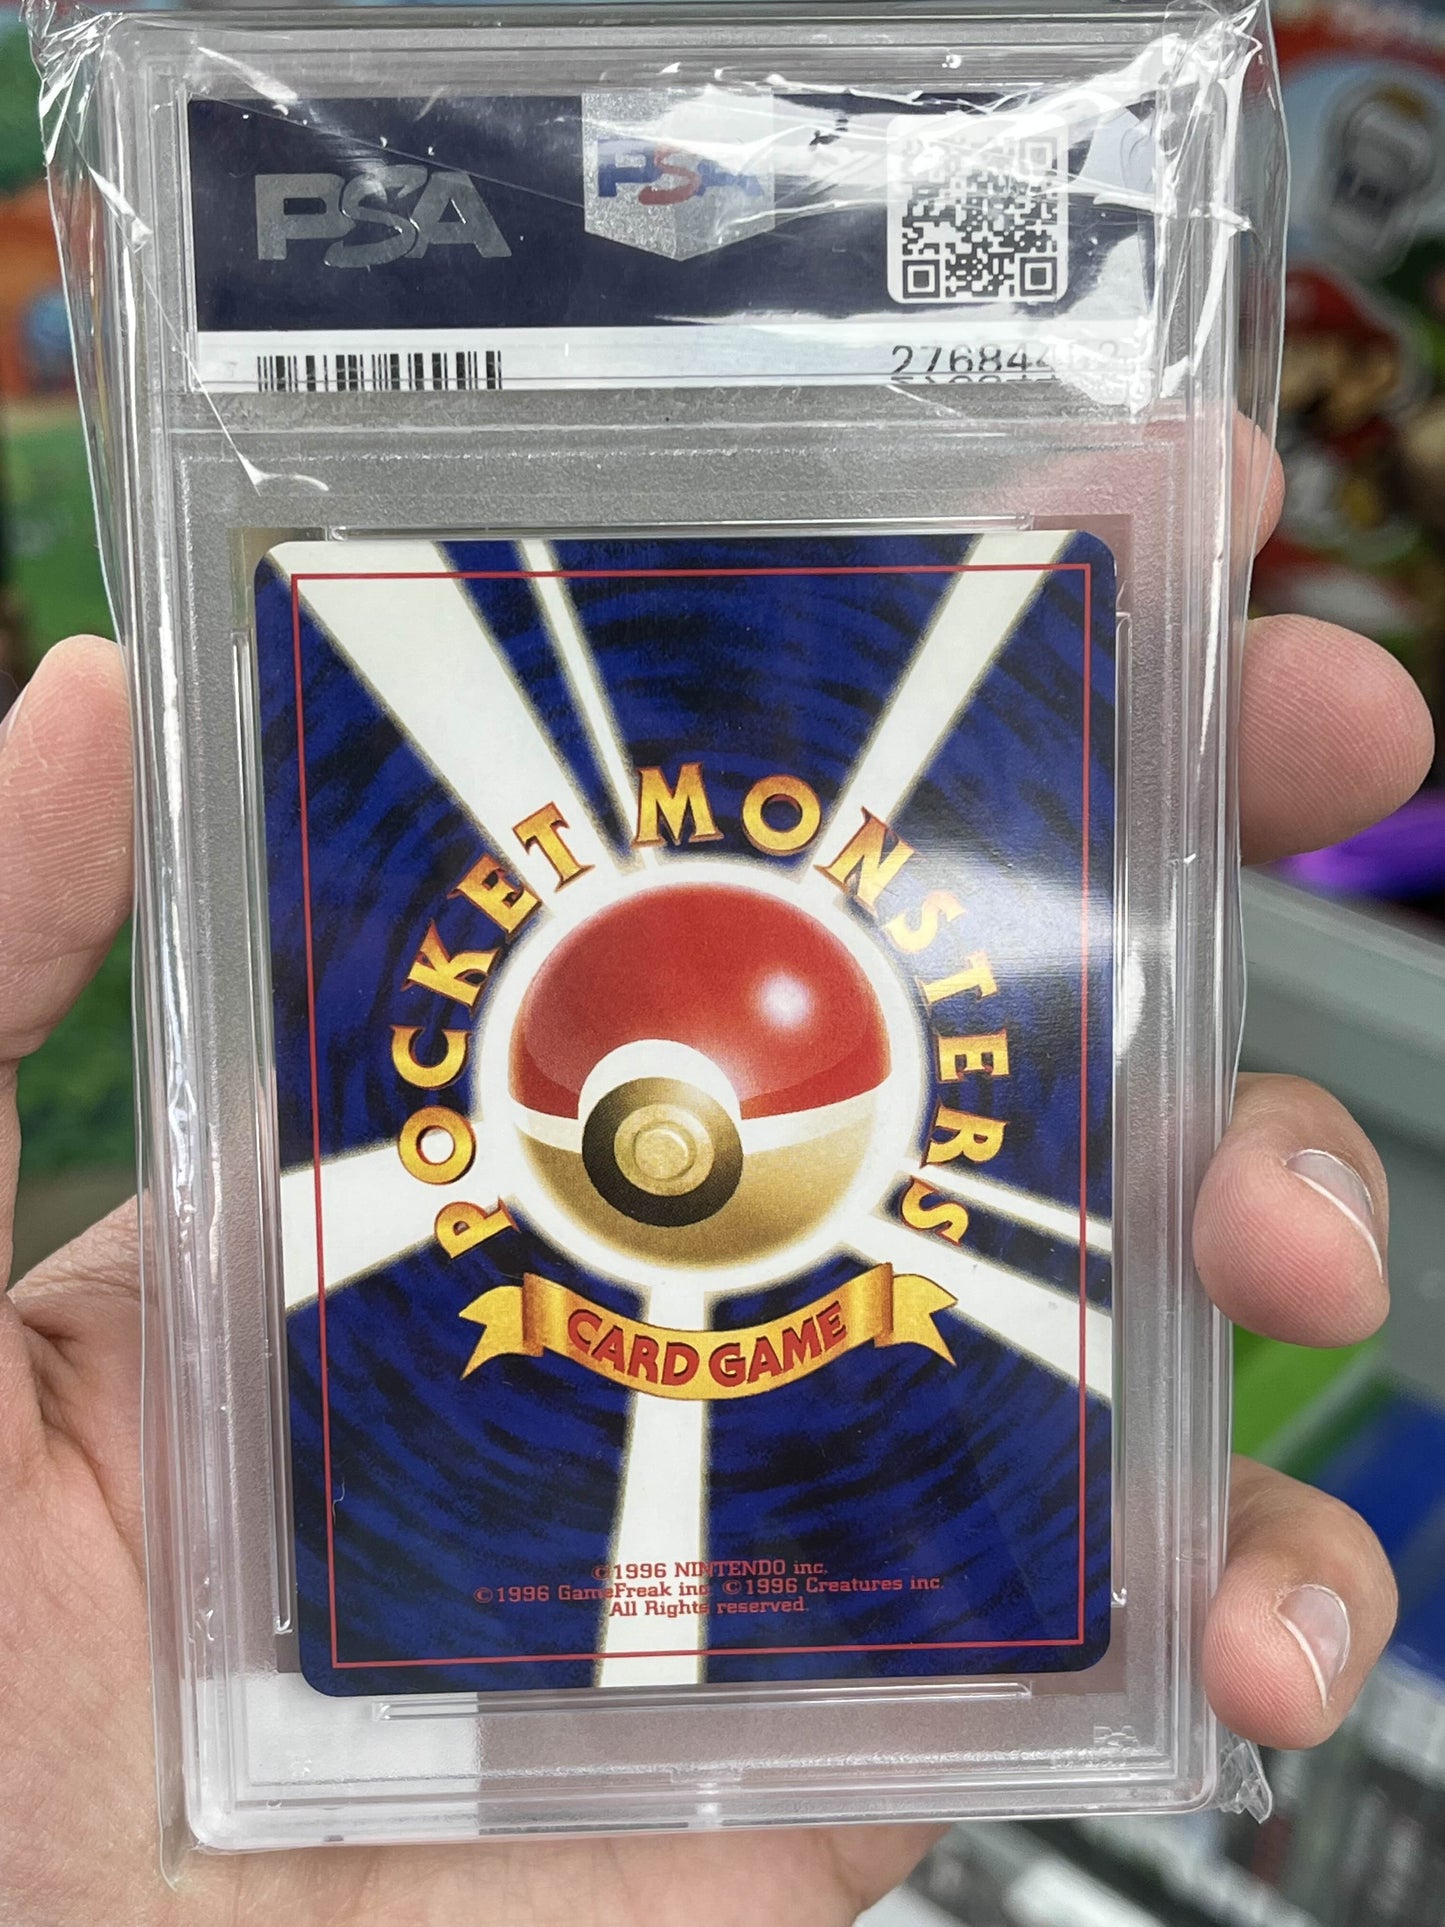 PSA
PSA
POCKET MONSTERS
CARD GAME
©1996 NINTENDO inc.
©1996 GameFreak inc. ©1996 Creatures inc.
All Rights reserved.